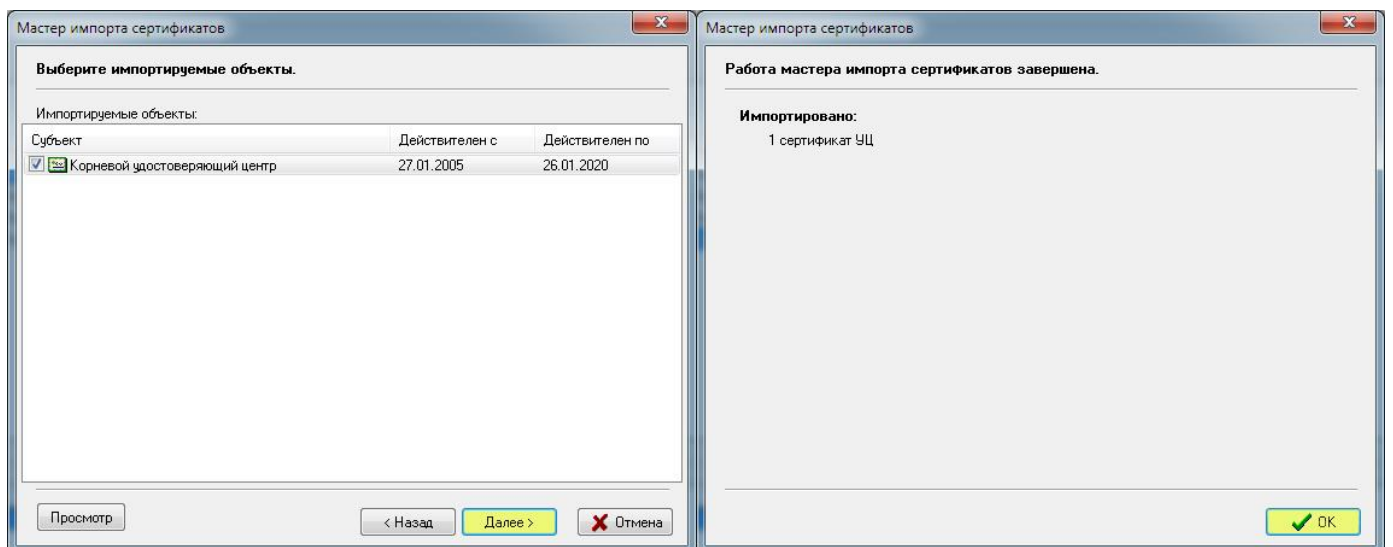 Мастер импорта сертификатов
Выберите импортируемые объекты.
Импортируемые объекты:
Субъект Действителен с Действителен по
Корневой удостоверяющий центр 27.01.2005 26.01.2020
Просмотр < Назад Далее > Отмена
Мастер импорта сертификатов
Работа мастера импорта сертификатов завершена.
Импортировано:
1 сертификат УЦ
OK